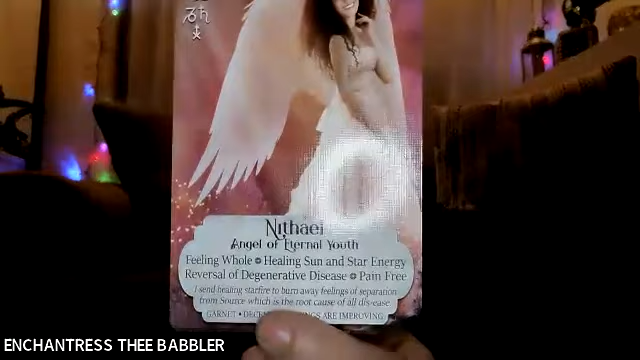 Nithael
Angel of Eternal Youth
Feeling Whole Healing Sun and Star Energy
Reversal of Degenerative Disease Pain Free
I send healing starfire to burn away feelings of separation
from Source which is the root cause of all dis-ease
GARNET • NGS ARE IMPROVING
ENCHANTRESS THEE BABBLER